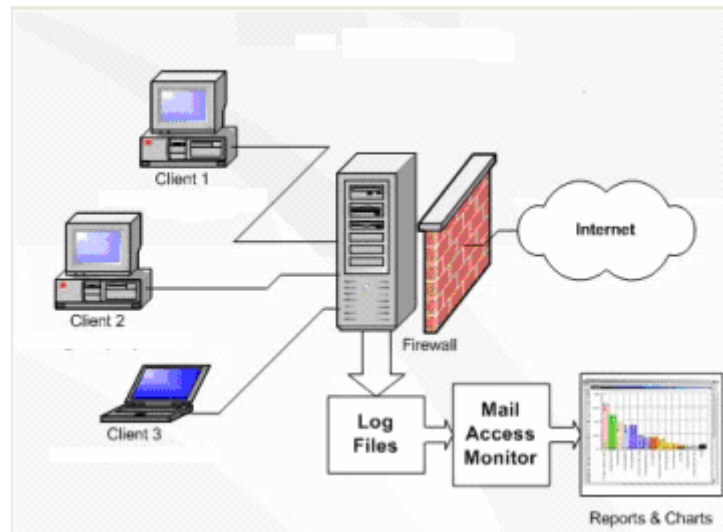 Client 1
Internet
Client 2
Firewall
Client 3
Log
Files
Mail
Access
Monitor
Reports & Charts